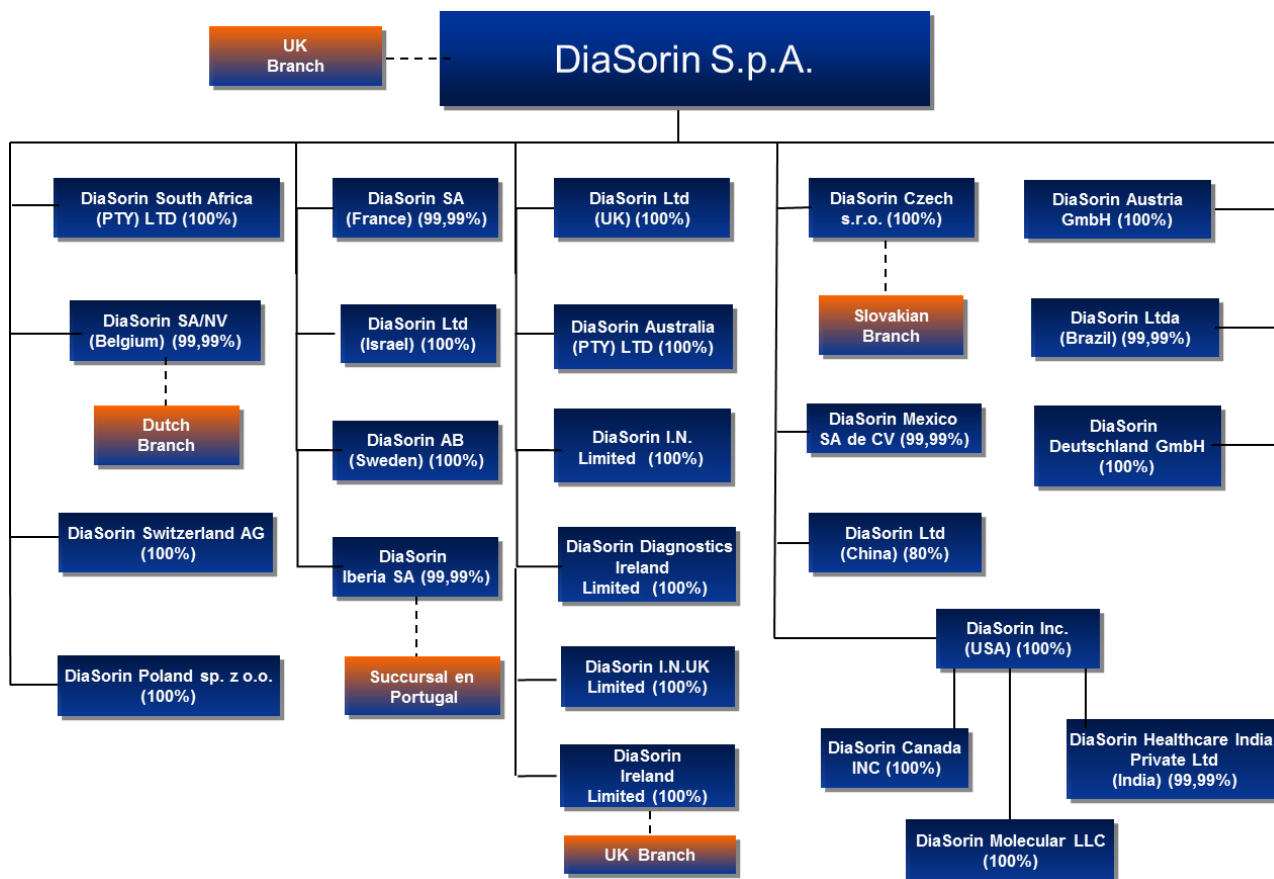 UK
Branch
DiaSorin S.p.A.
DiaSorin South Africa
(PTY) LTD (100%)
DiaSorin SA/NV
(Belgium) (99,99%)
Dutch
Branch
DiaSorin Switzerland AG
(100%)
DiaSorin Poland sp. z o.o.
(100%)
DiaSorin SA
(France) (99,99%)
DiaSorin Ltd
(Israel) (100%)
DiaSorin AB
(Sweden) (100%)
DiaSorin
Iberia SA (99,99%)
Succursal en
Portugal
DiaSorin Ltd
(UK) (100%)
DiaSorin Australia
(PTY) LTD (100%)
DiaSorin I.N.
Limited (100%)
DiaSorin Diagnostics
Ireland
Limited (100%)
DiaSorin I.N.UK
Limited (100%)
DiaSorin
Ireland
Limited (100%)
UK Branch
DiaSorin Czech
s.r.o. (100%)
Slovakian
Branch
DiaSorin Mexico
SA de CV (99,99%)
DiaSorin Ltd
(China) (80%)
DiaSorin Inc.
(USA) (100%)
DiaSorin Canada
INC (100%)
DiaSorin Molecular LLC
(100%)
DiaSorin Healthcare India
Private Ltd
(India) (99,99%)
DiaSorin Austria
GmbH (100%)
DiaSorin Ltda
(Brazil) (99,99%)
DiaSorin
Deutschland GmbH
(100%)